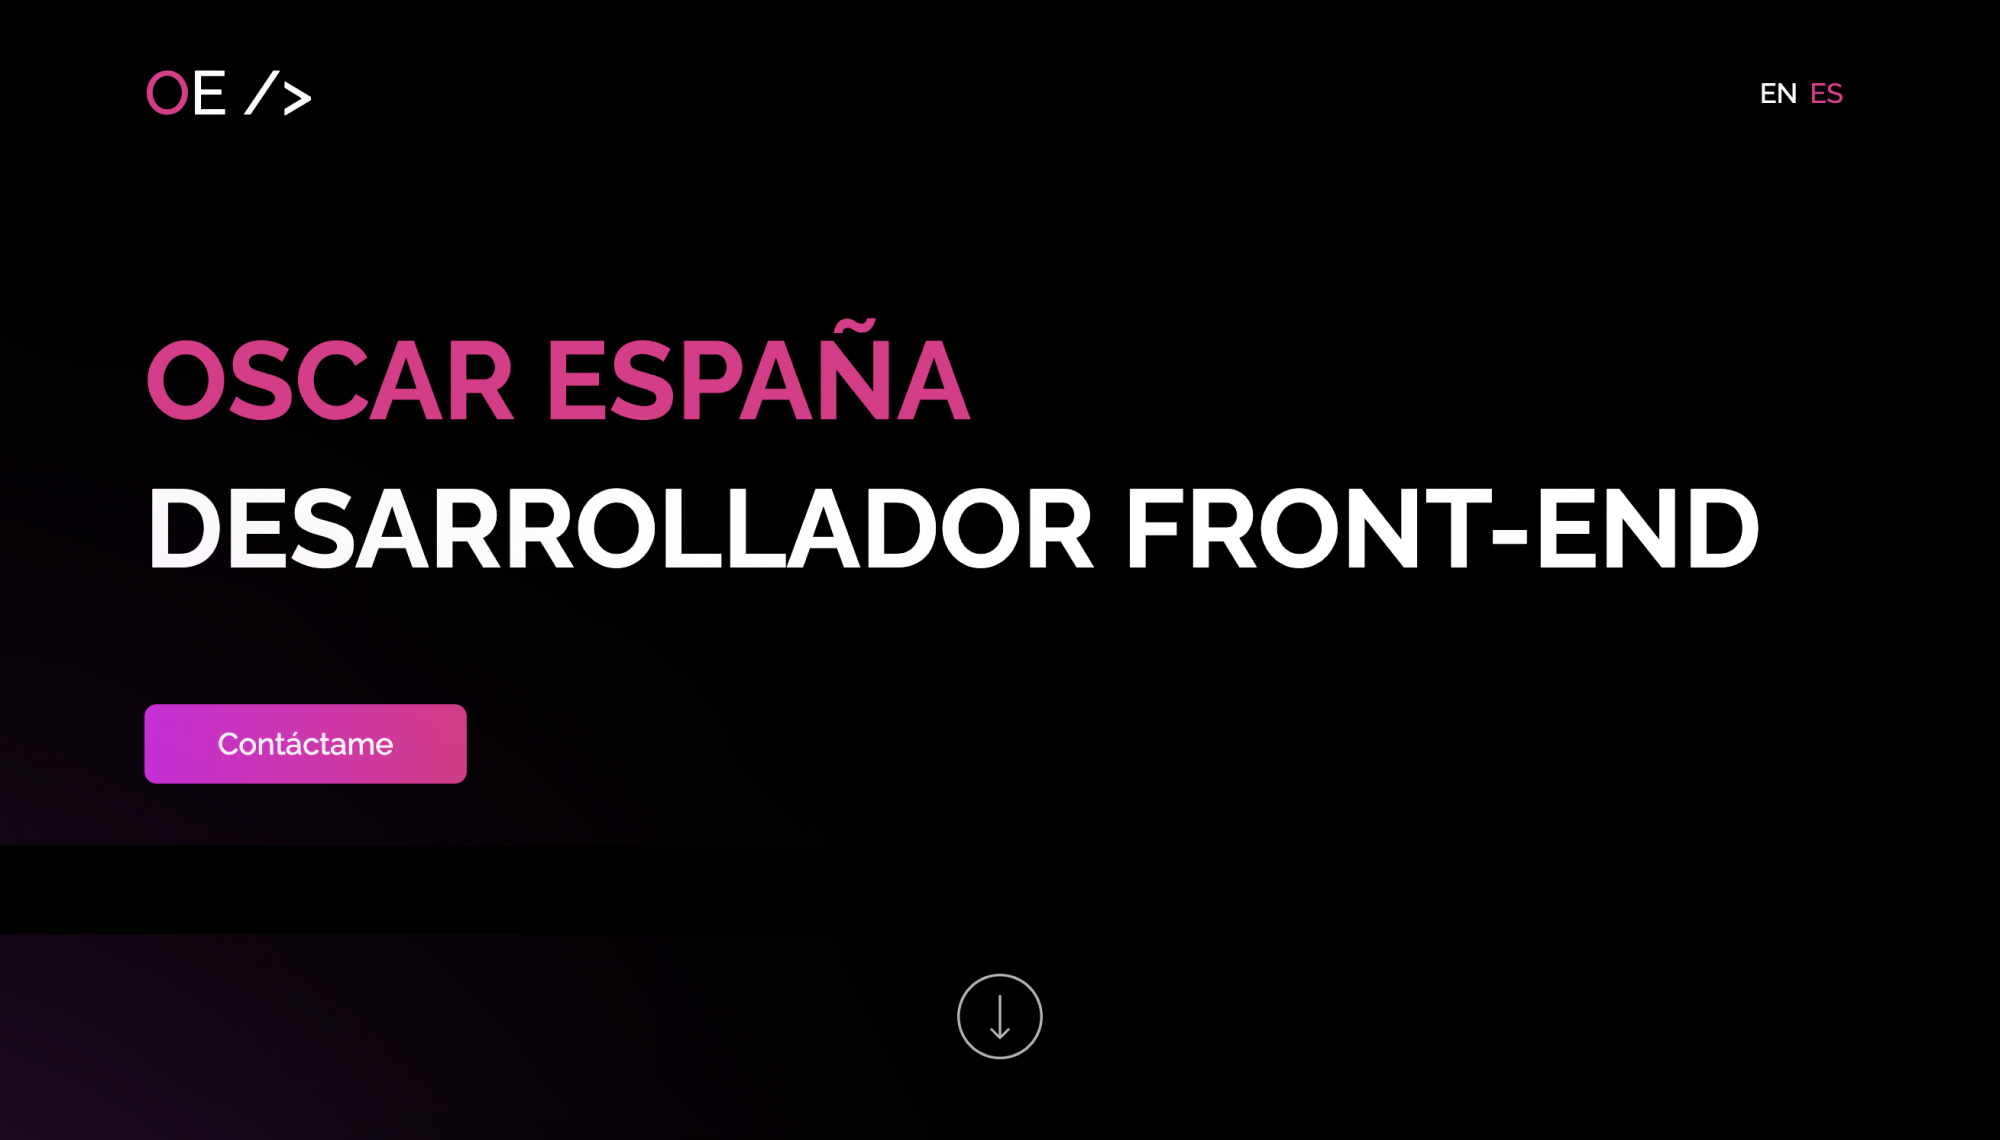 OE />
EN ES
OSCAR ESPAÑA
DESARROLLADOR FRONT-END
Contáctame